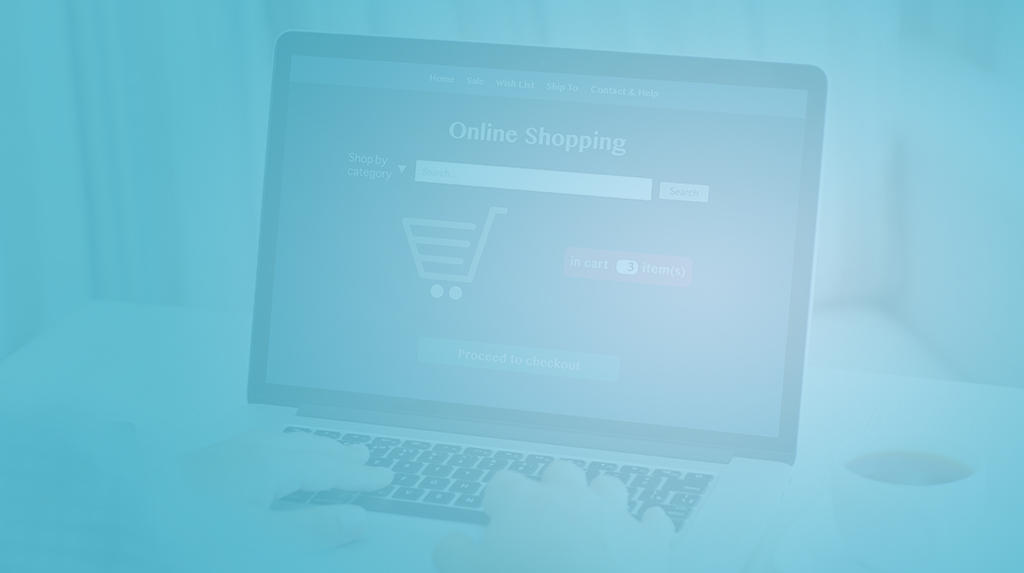 Home Sale Wish List Ship To Contact & Help
Online Shopping
Shop by
category
Search...
Search
in cart 3 item(s)
Proceed to checkout